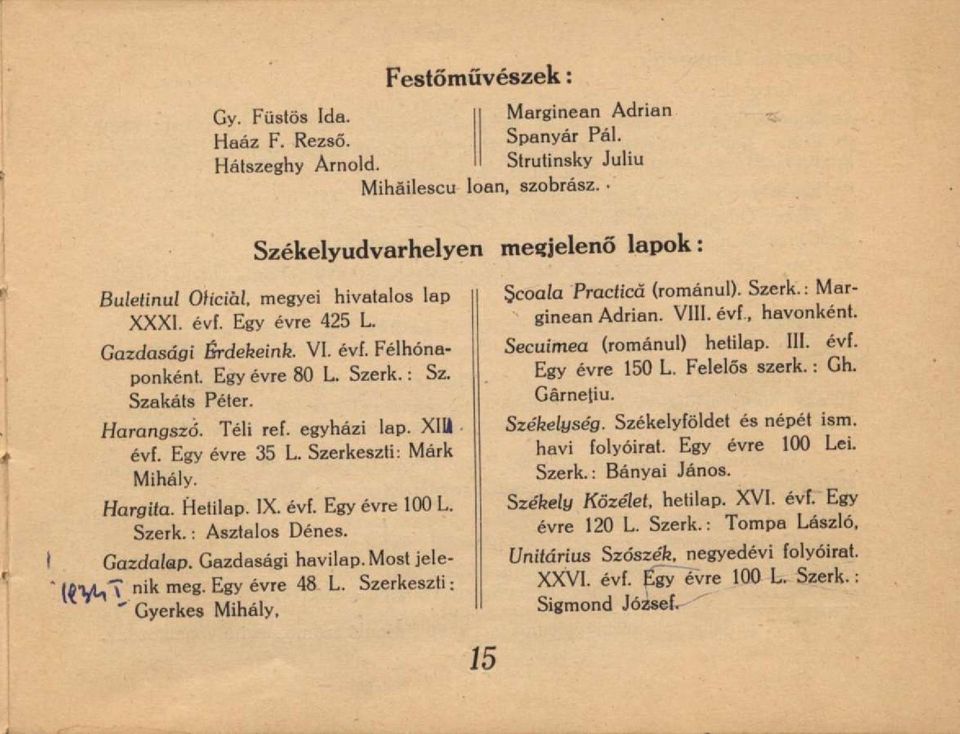 Festőművészek :
Gy. Füstös Ida.
Haáz F. Rezső.
Hátszeghy Arnold.
Marginean Adrian
Spanyár Pál.
Strutinsky Juliu
Mihăilescu Ioan, szobrász.
Székelyudvarhelyen megjelenő lapok :
Buletinul Oficiàl, megyei hivatalos lap
XXXI. évf. Egy évre 425 L.
Gazdasági Érdekeink. VI. évf. Félhóna-
ponként. Egy évre 80 L. Szerk. : Sz.
Szakáts Péter.
Harangszó. Téli ref. egyházi lap. XIII.
évf. Egy évre 35 L. Szerkeszti: Márk
Mihály.
Hargita. Hetilap. IX. évf. Egy évre 100 L.
Szerk. : Asztalos Dénes.
Gazdalap. Gazdasági havilap. Most jele-
nik meg. Egy évre 48 L. Szerkeszti :
Gyerkes Mihály,
1934 I
Școala Practică (románul). Szerk. : Mar-
ginean Adrian. VIII. évf., havonként.
Secuimea (románul) hetilap. III. évf.
Egy évre 150 L. Felelős szerk. : Gh.
Gârnețiu.
Székelység. Székelyföldet és népét ism.
havi folyóirat. Egy évre 100 Lei.
Szerk. : Bányai János.
Székely Közélet, hetilap. XVI. évf. Egy
évre 120 L. Szerk. : Tompa László,
Unitárius Szószék, negyedévi folyóirat.
XXVI. évf. Egy évre 100 L. Szerk. :
Sigmond József.
15